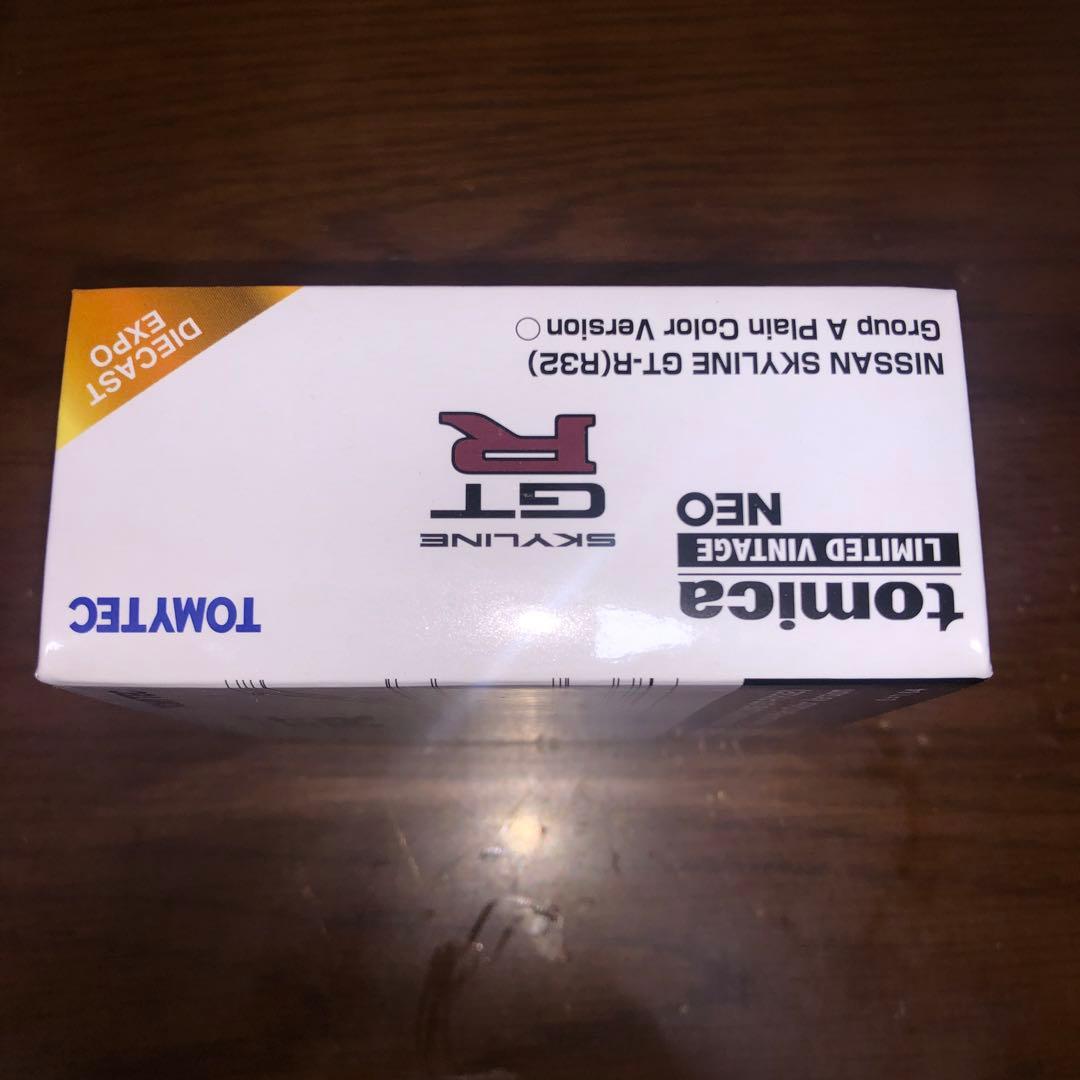 tomica
LIMITED VINTAGE
NEO
TOMYTEC
SKYLINE
GT
R
NISSAN SKYLINE GT-R(R32)
Group A Plain Color Version○
DIECAST
EXPO